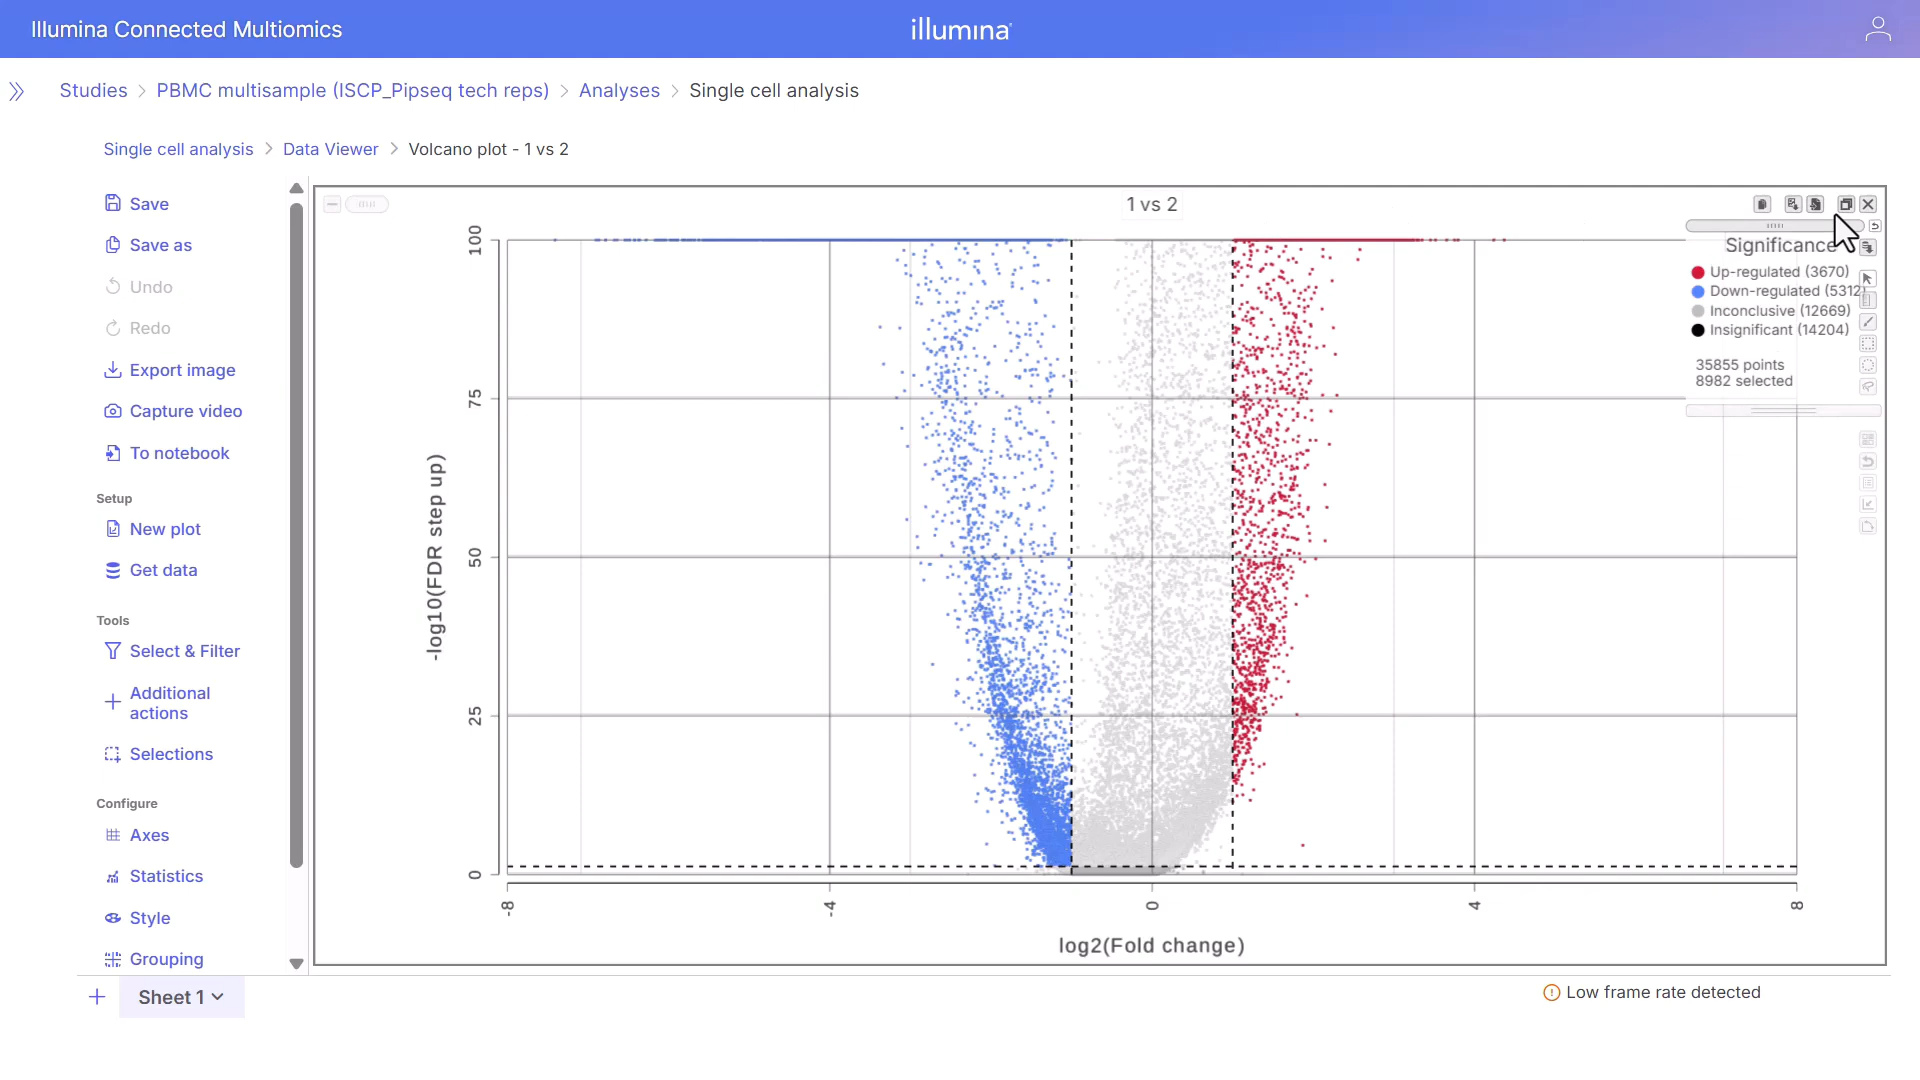 Illumina Connected Multiomics
illumina
Studies > PBMC multisample (ISCP_Pipseq tech reps) > Analyses > Single cell analysis
Single cell analysis > Data Viewer > Volcano plot - 1 vs 2
Save
Save as
Undo
Redo
Export image
Capture video
To notebook
Setup
New plot
Get data
Tools
Select & Filter
Additional
actions
Selections
Configure
Axes
Statistics
Style
Grouping
1 vs 2
Significance
Up-regulated (3670)
Down-regulated (5312)
Inconclusive (12669)
Insignificant (14204)
35855 points
8982 selected
-log10(FDR step up)
100
75
50
25
0
-8
-4
0
4
8
log2(Fold change)
Sheet 1
Low frame rate detected